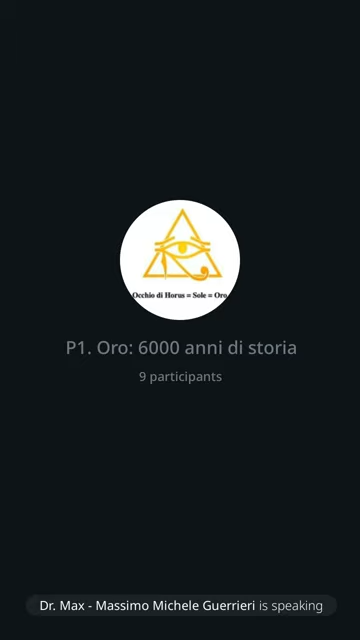 Occhio di Horus = Sole = Oro
P1. Oro: 6000 anni di storia
9 participants
Dr. Max - Massimo Michele Guerrieri is speaking